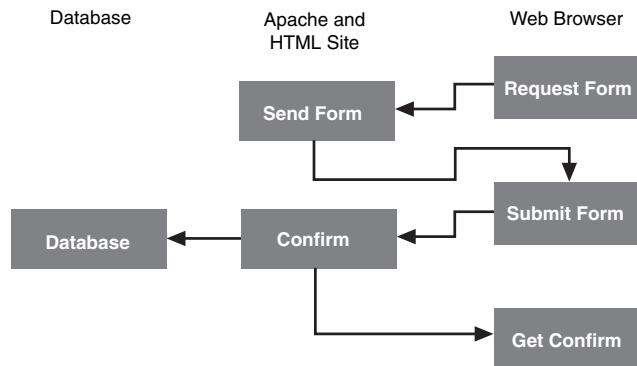 Database
Apache and
HTML Site
Web Browser
Request Form
Send Form
Submit Form
Database
Confirm
Get Confirm